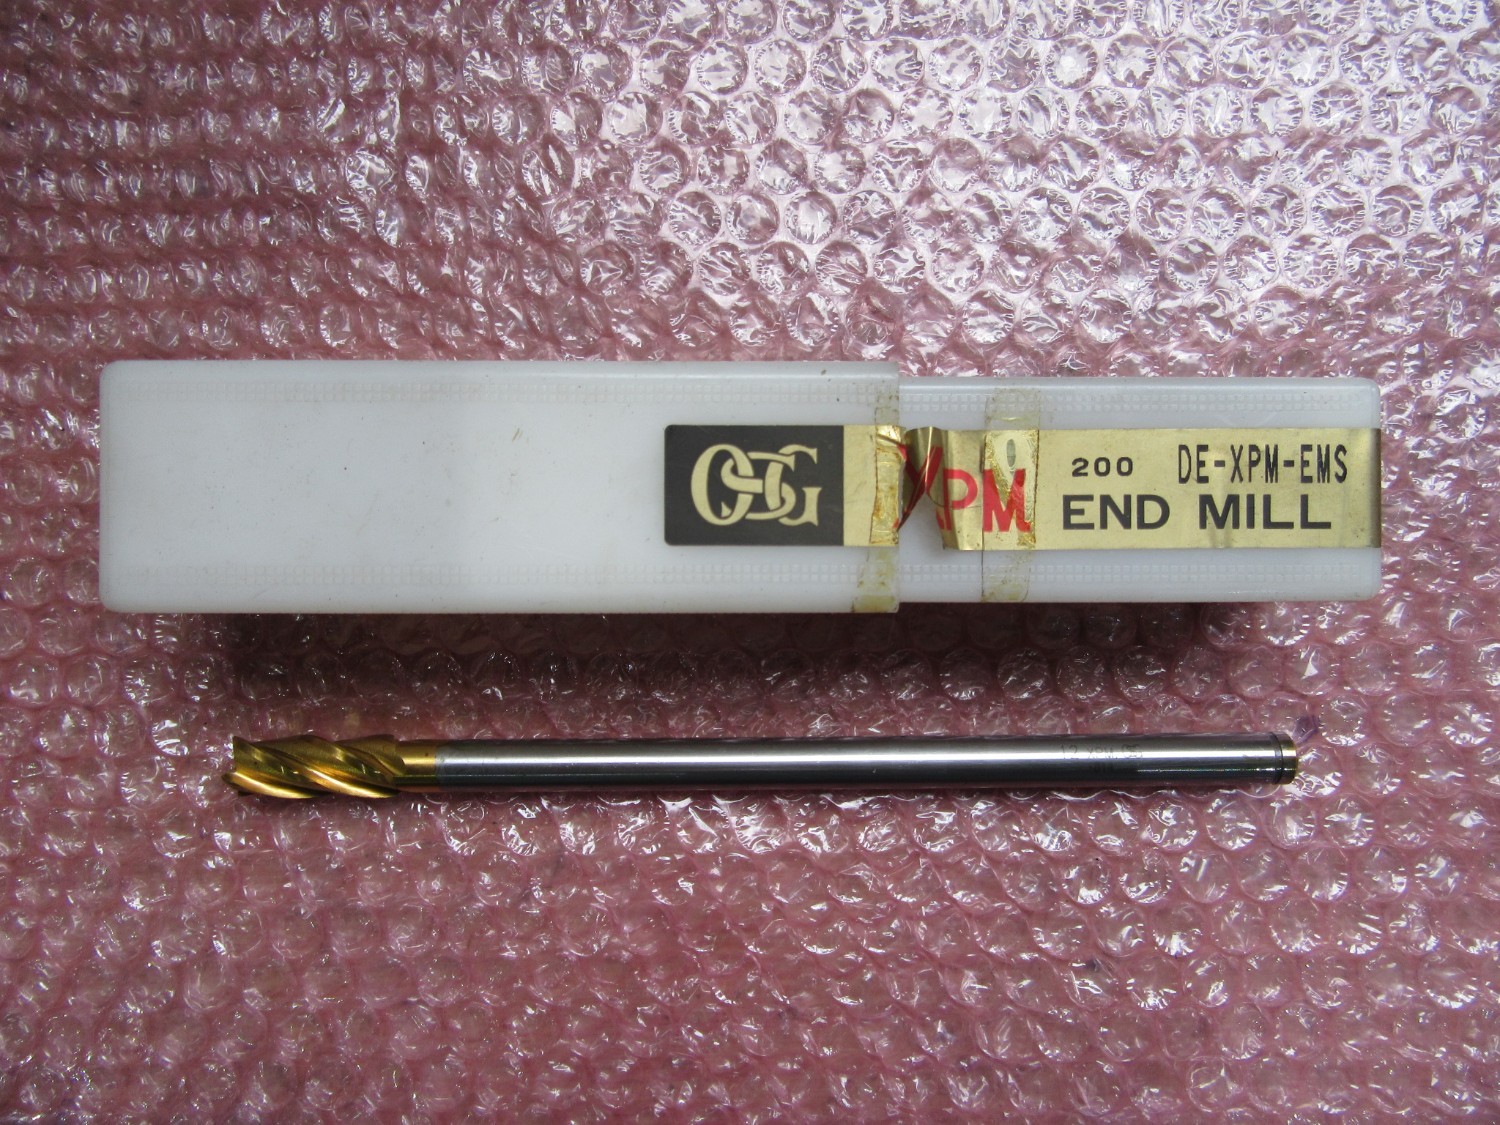 OSG
XPM
200 DE-XPM-EMS
END MILL